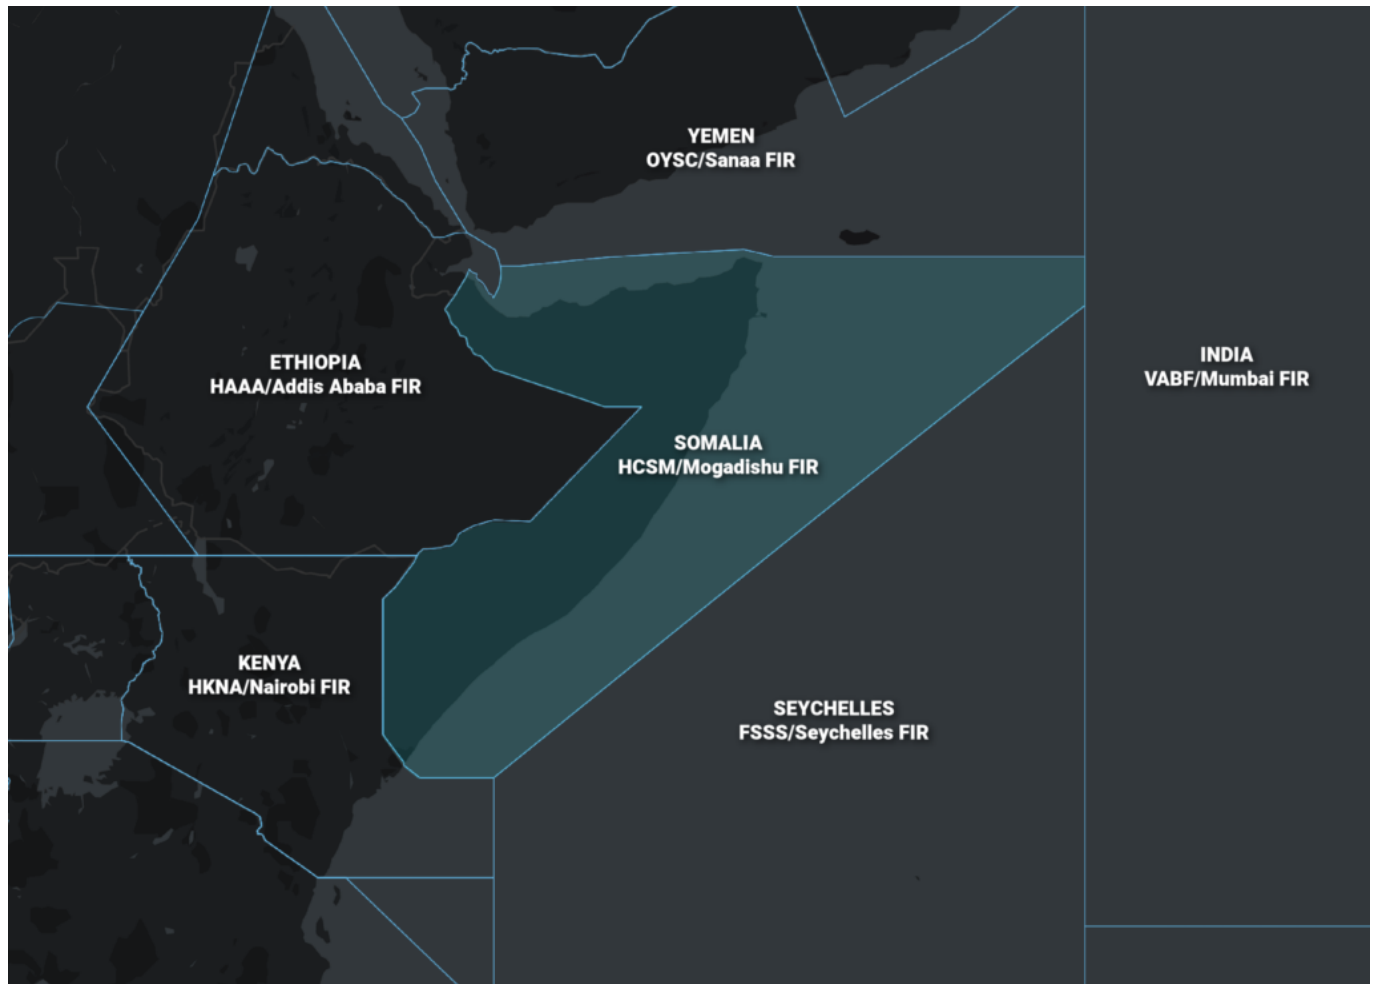 YEMEN
OYSC/Sanaa FIR
ETHIOPIA
HAAA/Addis Ababa FIR
INDIA
VABF/Mumbai FIR
SOMALIA
HCSM/Mogadishu FIR
KENYA
HKNA/Nairobi FIR
SEYCHELLES
FSSS/Seychelles FIR